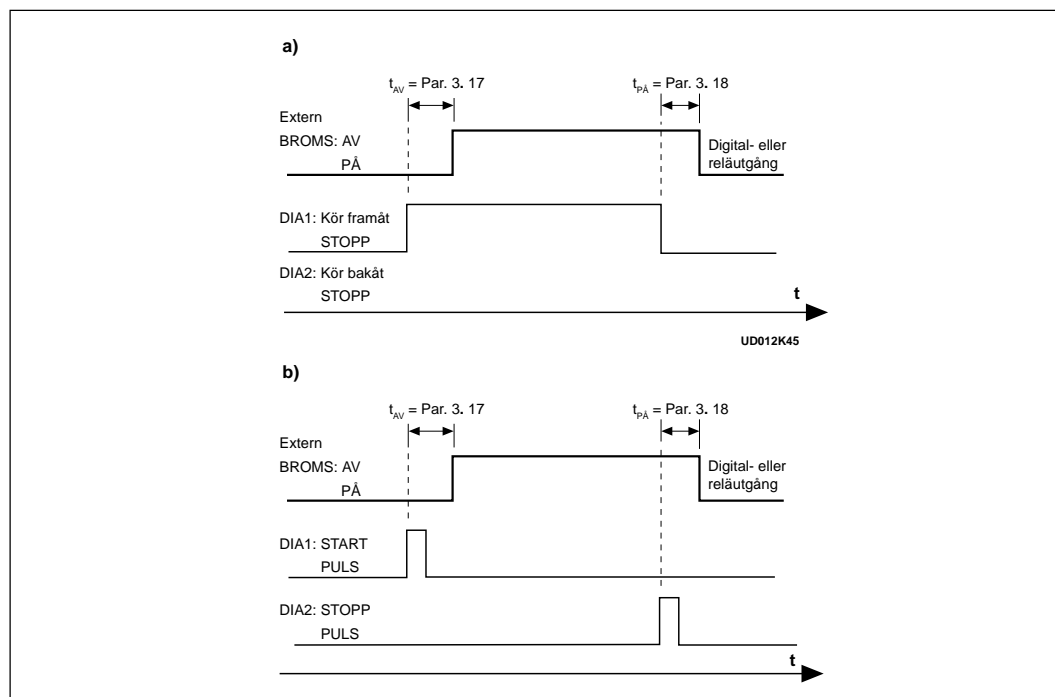 a)
t_AV = Par. 3. 17
t_PÅ = Par. 3. 18
Extern
BROMS: AV
PÅ
Digital- eller
reläutgång
DIA1: Kör framåt
STOPP
DIA2: Kör bakåt
STOPP
t
UD012K45
b)
t_AV = Par. 3. 17
t_PÅ = Par. 3. 18
Extern
BROMS: AV
PÅ
Digital- eller
reläutgång
DIA1: START
PULS
DIA2: STOPP
PULS
t